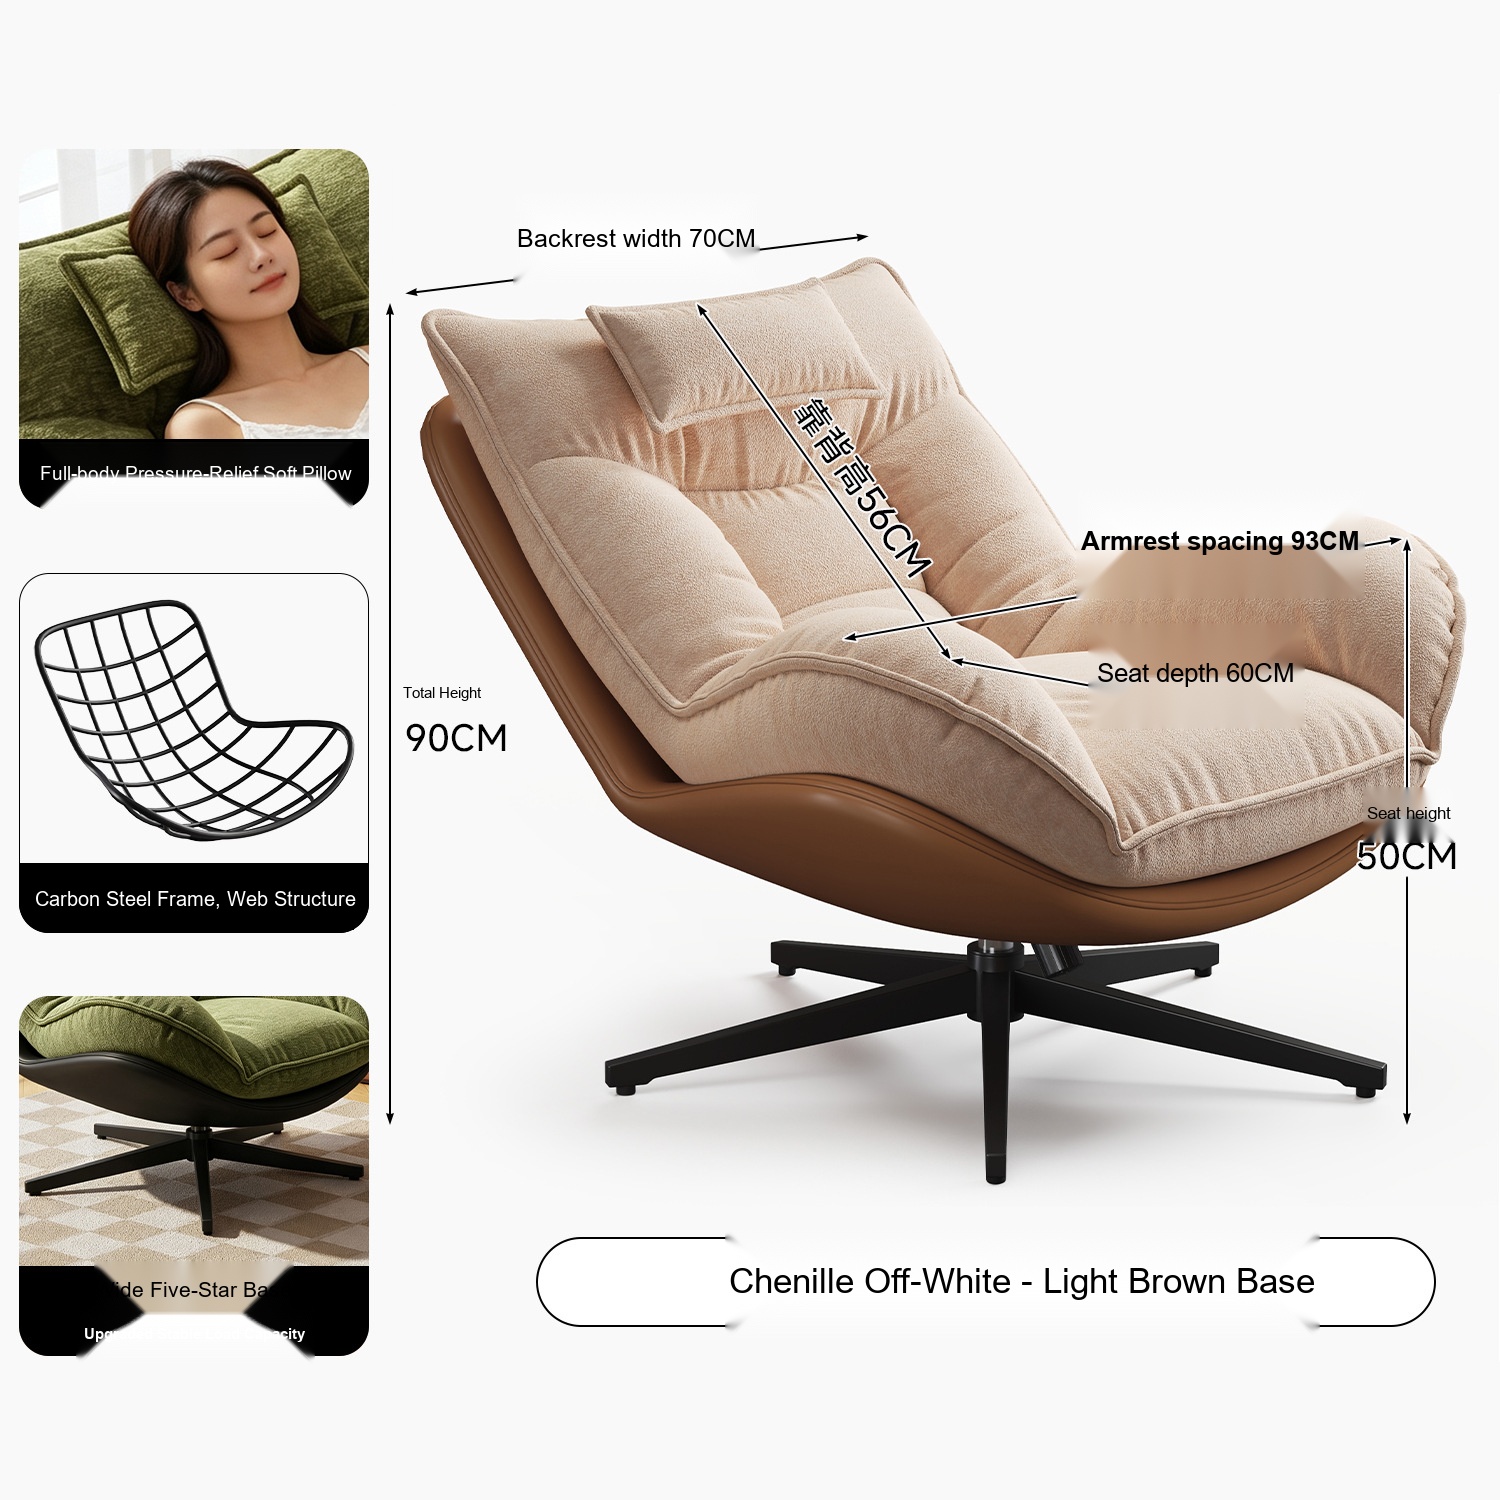 Backrest width 70CM
Full-body Pressure-Relief Soft Pillow
靠背高56CM
Armrest spacing 93CM
Seat depth 60CM
Total Height
90CM
Seat height
50CM
Carbon Steel Frame, Web Structure
Five-Star
Chenille Off-White - Light Brown Base